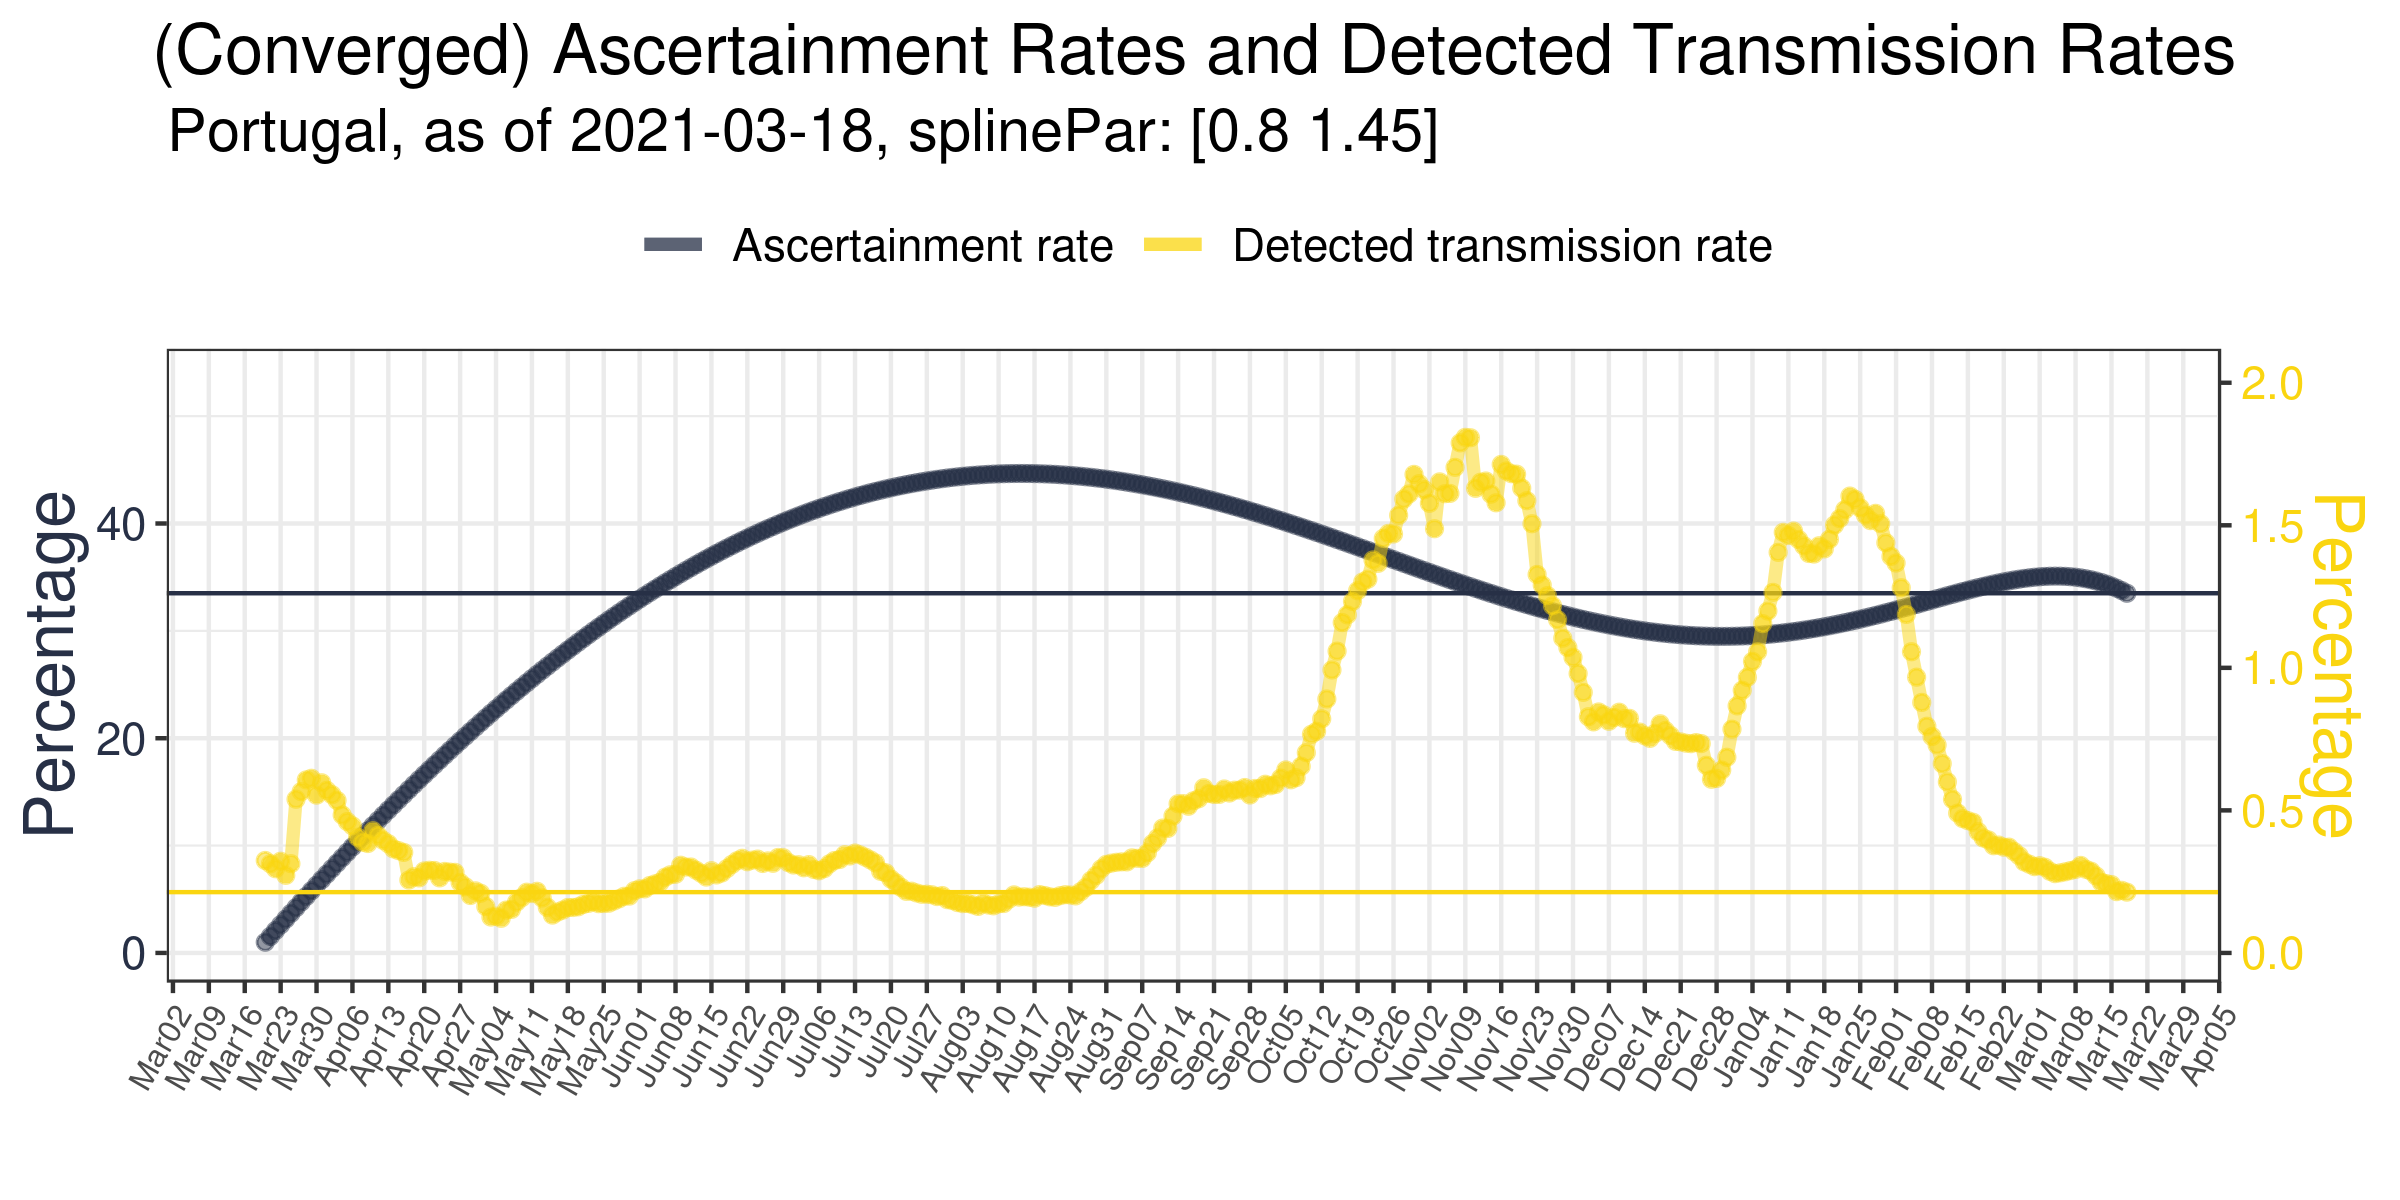 (Converged) Ascertainment Rates and Detected Transmission Rates
Portugal, as of 2021-03-18, splinePar: [0.8 1.45]
Ascertainment rate
Detected transmission rate
Percentage
40
20
0
2.0
1.5
1.0
0.5
0.0
Percentage
Mar02
Mar09
Mar16
Mar23
Mar30
Apr06
Apr13
Apr20
Apr27
May04
May11
May18
May25
Jun01
Jun08
Jun15
Jun22
Jun29
Jul06
Jul13
Jul20
Jul27
Aug03
Aug10
Aug17
Aug24
Aug31
Sep07
Sep14
Sep21
Sep28
Oct05
Oct12
Oct19
Oct26
Nov02
Nov09
Nov16
Nov23
Nov30
Dec07
Dec14
Dec21
Dec28
Jan04
Jan11
Jan18
Jan25
Feb01
Feb08
Feb15
Feb22
Mar01
Mar08
Mar15
Mar22
Mar29
Apr05